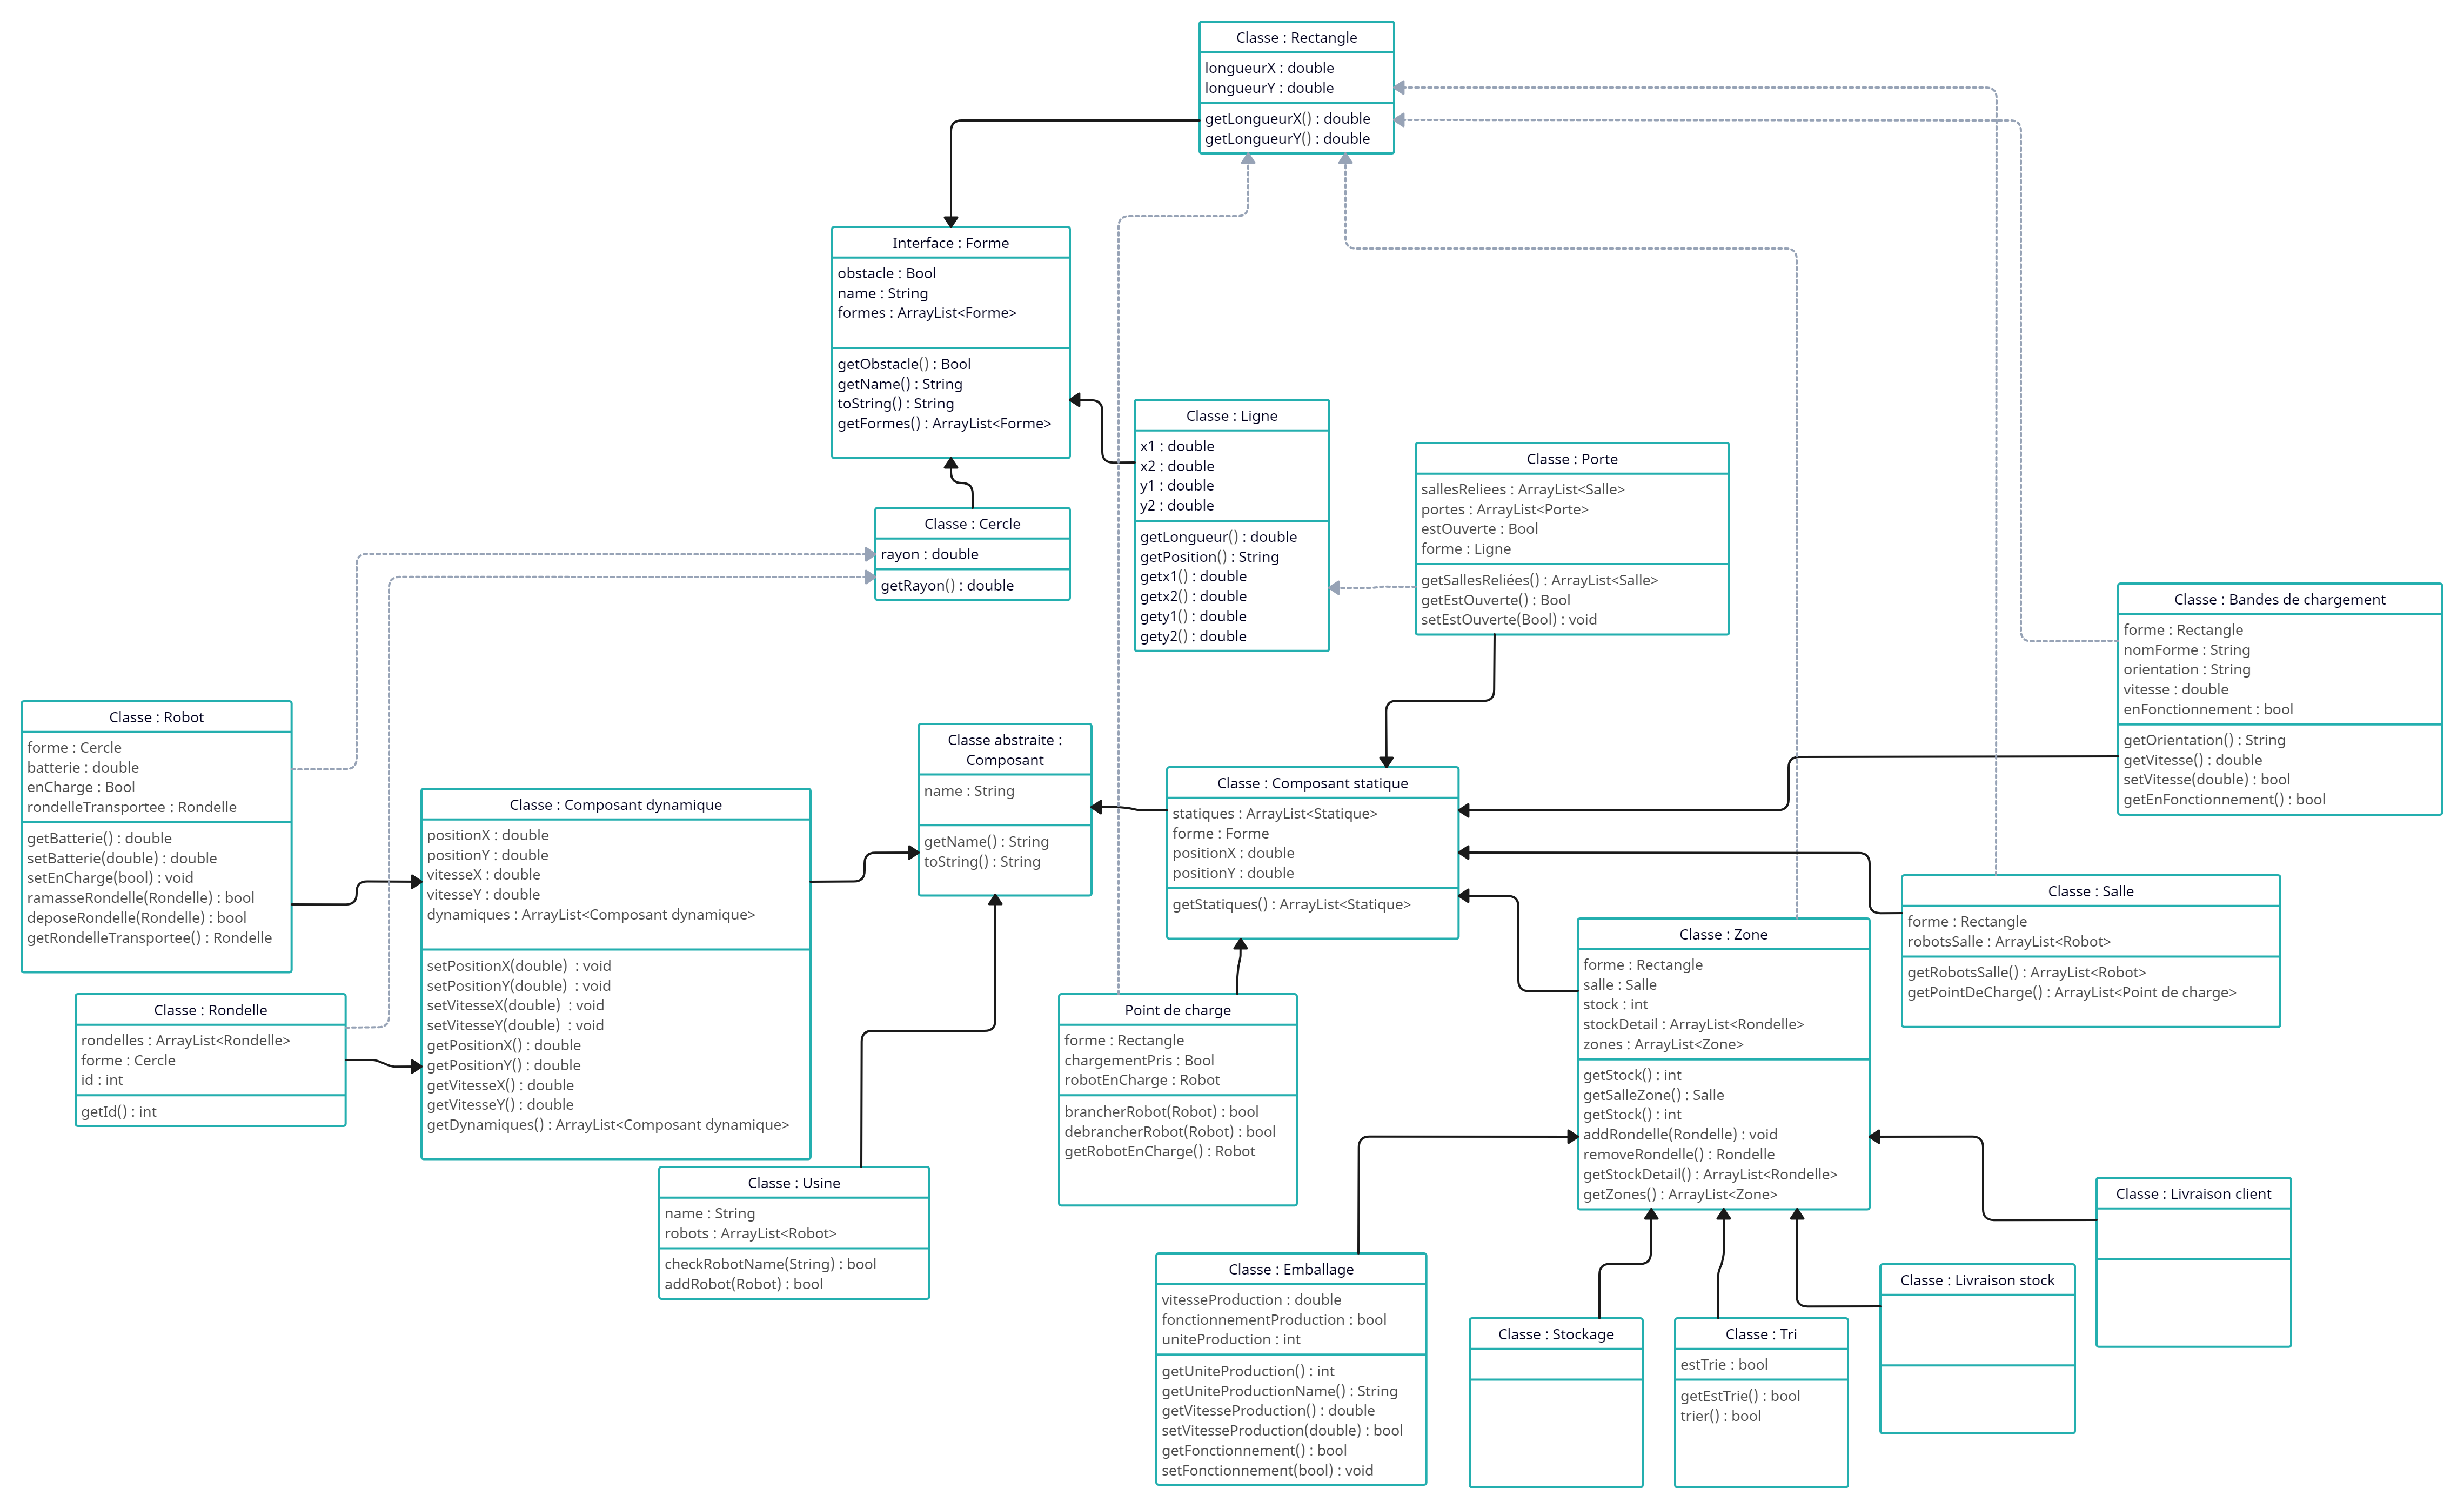 Classe : Rectangle
longueurX : double
longueurY : double
getLongueurX() : double
getLongueurY() : double
Interface : Forme
obstacle : Bool
name : String
formes : ArrayList<Forme>
getObstacle() : Bool
getName() : String
toString() : String
getFormes() : ArrayList<Forme>
Classe : Ligne
x1 : double
x2 : double
y1 : double
y2 : double
getLongueur() : double
getPosition() : String
getx1() : double
getx2() : double
gety1() : double
gety2() : double
Classe : Porte
sallesReliees : ArrayList<Salle>
portes : ArrayList<Porte>
estOuverte : Bool
forme : Ligne
getSallesReliées() : ArrayList<Salle>
getEstOuverte() : Bool
setEstOuverte(Bool) : void
Classe : Cercle
rayon : double
getRayon() : double
Classe : Bandes de chargement
forme : Rectangle
nomForme : String
orientation : String
vitesse : double
enFonctionnement : bool
getOrientation() : String
getVitesse() : double
setVitesse(double) : bool
getEnFonctionnement() : bool
Classe : Robot
forme : Cercle
batterie : double
enCharge : Bool
rondelleTransportee : Rondelle
getBatterie() : double
setBatterie(double) : double
setEnCharge(bool) : void
ramasseRondelle(Rondelle) : bool
deposeRondelle(Rondelle) : bool
getRondelleTransportee() : Rondelle
Classe abstraite :
Composant
name : String
getName() : String
toString() : String
Classe : Composant statique
statiques : ArrayList<Statique>
forme : Forme
positionX : double
positionY : double
getStatiques() : ArrayList<Statique>
Classe : Composant dynamique
positionX : double
positionY : double
vitesseX : double
vitesseY : double
dynamiques : ArrayList<Composant dynamique>
setPositionX(double)  : void
setPositionY(double)  : void
setVitesseX(double)  : void
setVitesseY(double)  : void
getPositionX() : double
getPositionY() : double
getVitesseX() : double
getVitesseY() : double
getDynamiques() : ArrayList<Composant dynamique>
Classe : Salle
forme : Rectangle
robotsSalle : ArrayList<Robot>
getRobotsSalle() : ArrayList<Robot>
getPointDeCharge() : ArrayList<Point de charge>
Classe : Zone
forme : Rectangle
salle : Salle
stock : int
stockDetail : ArrayList<Rondelle>
zones : ArrayList<Zone>
getStock() : int
getSalleZone() : Salle
getStock() : int
addRondelle(Rondelle) : void
removeRondelle() : Rondelle
getStockDetail() : ArrayList<Rondelle>
getZones() : ArrayList<Zone>
Classe : Rondelle
rondelles : ArrayList<Rondelle>
forme : Cercle
id : int
getId() : int
Point de charge
forme : Rectangle
chargementPris : Bool
robotEnCharge : Robot
brancherRobot(Robot) : bool
debrancherRobot(Robot) : bool
getRobotEnCharge() : Robot
Classe : Usine
name : String
robots : ArrayList<Robot>
checkRobotName(String) : bool
addRobot(Robot) : bool
Classe : Livraison client
Classe : Emballage
vitesseProduction : double
fonctionnementProduction : bool
uniteProduction : int
getUniteProduction() : int
getUniteProductionName() : String
getVitesseProduction() : double
setVitesseProduction(double) : bool
getFonctionnement() : bool
setFonctionnement(bool) : void
Classe : Livraison stock
Classe : Stockage
Classe : Tri
estTrie : bool
getEstTrie() : bool
trier() : bool